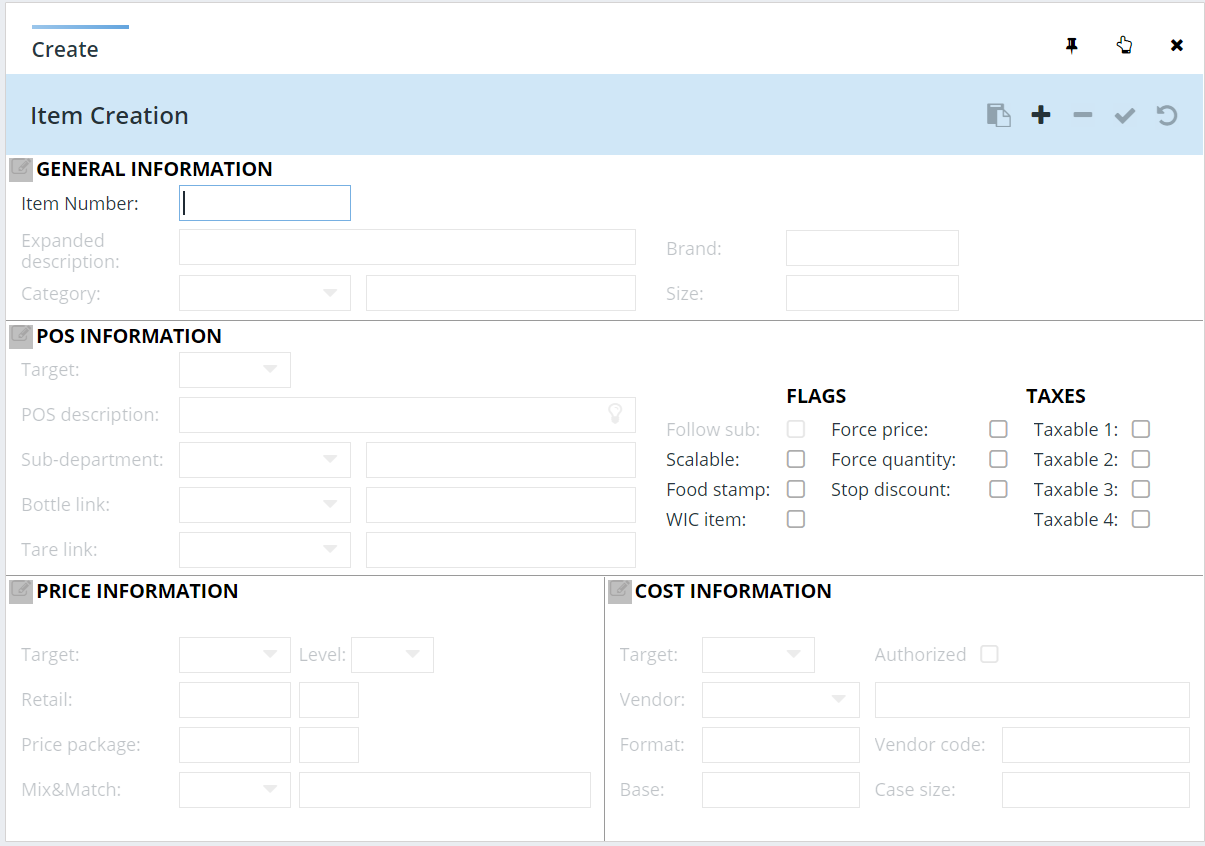 Create
Item Creation
GENERAL INFORMATION
Item Number:
Expanded
description:
Brand:
Category:
Size:
POS INFORMATION
Target:
POS description:
Sub-department:
Bottle link:
Tare link:
FLAGS
TAXES
Follow sub:
Force price:
Taxable 1:
Scalable:
Force quantity:
Taxable 2:
Food stamp:
Stop discount:
Taxable 3:
WIC item:
Taxable 4:
PRICE INFORMATION
Target:
Level:
Retail:
Price package:
Mix&Match:
COST INFORMATION
Target:
Authorized
Vendor:
Format:
Vendor code:
Base:
Case size: